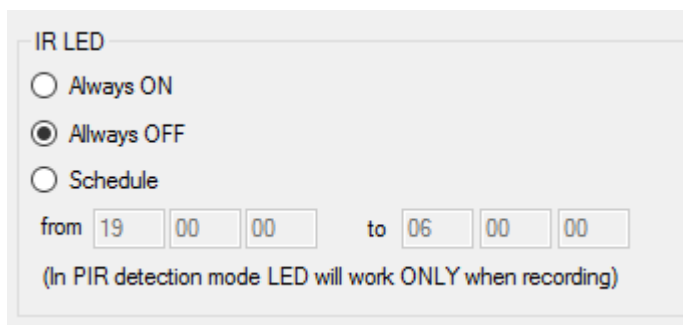 IR LED
Always ON
Allways OFF
Schedule
from 19 00 00 to 06 00 00
(In PIR detection mode LED will work ONLY when recording)